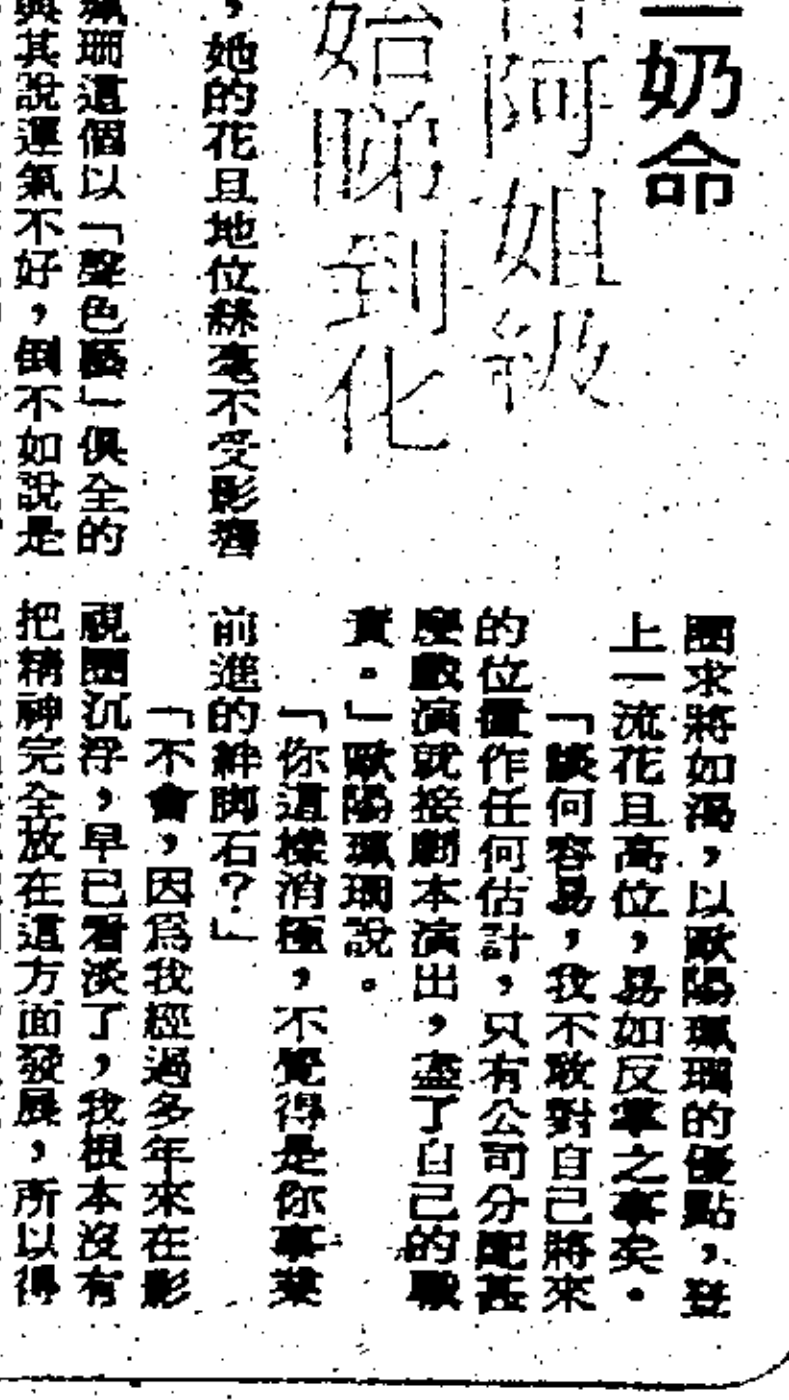 奶命
阿姐級
始睇到化
，她的花且地位絲毫不受影響
珮珊這個以「聲色藝」俱全的
與其說運氣不好，倒不如說是
圈求將如渴，以歐陽珮珊的優點，登
上一流花且高位，易如反掌之事矣。
「談何容易，我不敢對自己將來
的位置作任何估計，只有公司分配甚
麼戲演就接劇本演出，盡了自己的職
責。」歐陽珮珊說。
「你這樣消極，不覺得是你事業
前進的絆脚石？」
「不會，因爲我經過多年來在影
視圈沉浮，早已看淡了，我根本沒有
把精神完全放在這方面發展，所以得